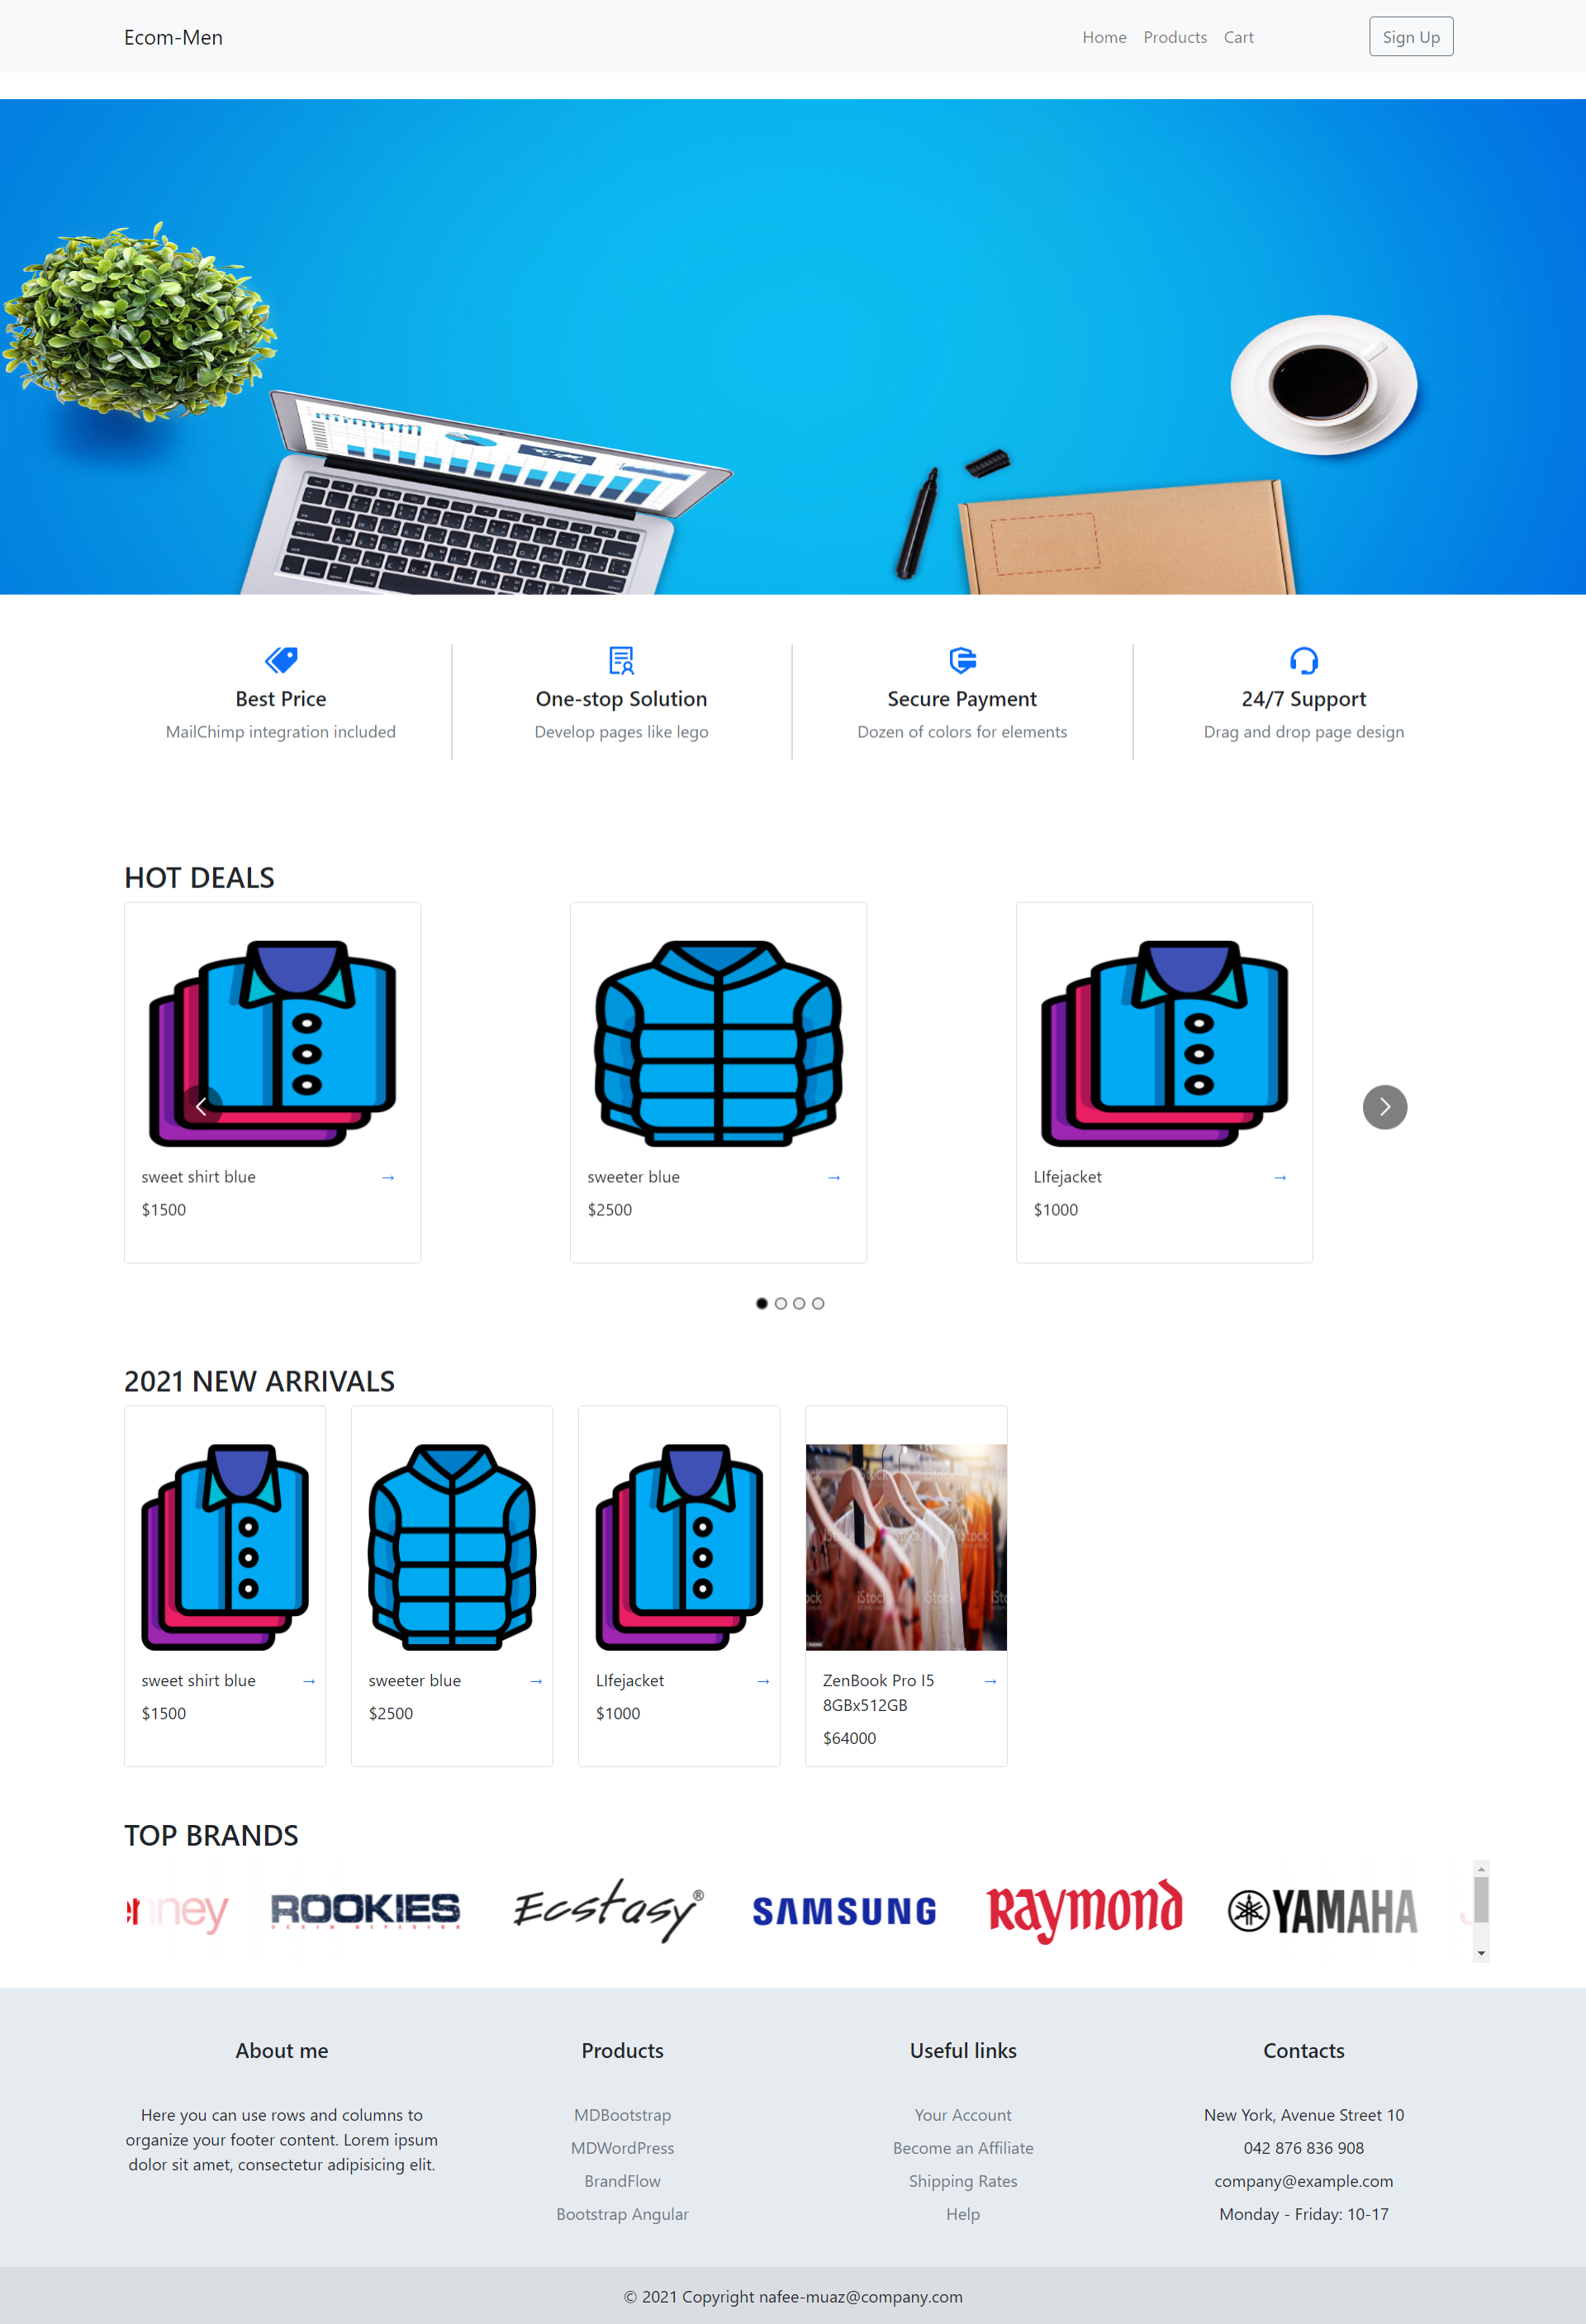 Ecom-Men
Home Products Cart
Sign Up
Best Price
MailChimp integration included
One-stop Solution
Develop pages like lego
Secure Payment
Dozen of colors for elements
24/7 Support
Drag and drop page design
HOT DEALS
sweet shirt blue →
$1500
sweeter blue →
$2500
LIfejacket →
$1000
2021 NEW ARRIVALS
sweet shirt blue →
$1500
sweeter blue →
$2500
LIfejacket →
$1000
iStock
iStock
iStock
ZenBook Pro I5 →
8GBx512GB
$64000
TOP BRANDS
ROOKIES
Ecstasy®
SAMSUNG
Raymond
YAMAHA
About me
Here you can use rows and columns to
organize your footer content. Lorem ipsum
dolor sit amet, consectetur adipisicing elit.
Products
MDBootstrap
MDWordPress
BrandFlow
Bootstrap Angular
Useful links
Your Account
Become an Affiliate
Shipping Rates
Help
Contacts
New York, Avenue Street 10
042 876 836 908
company@example.com
Monday - Friday: 10-17
© 2021 Copyright nafee-muaz@company.com